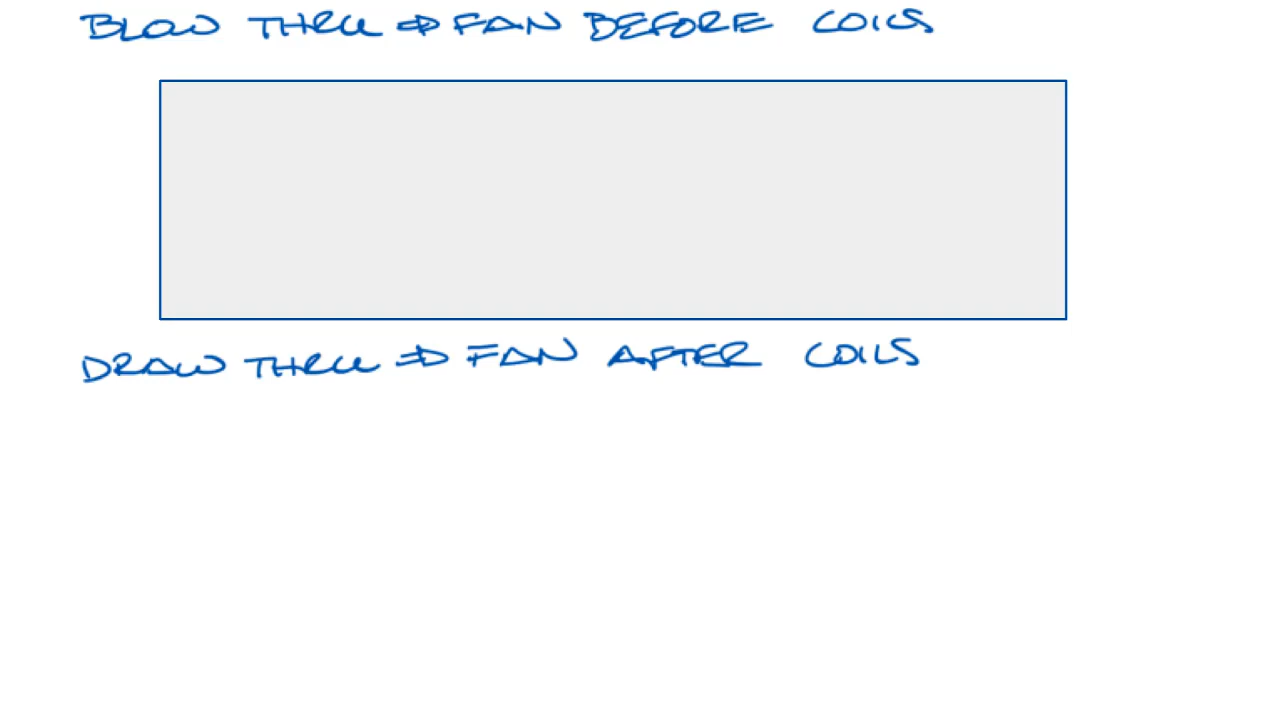 BLOW THRU ⇒ FAN BEFORE COILS
DRAW THRU ⇒ FAN AFTER COILS